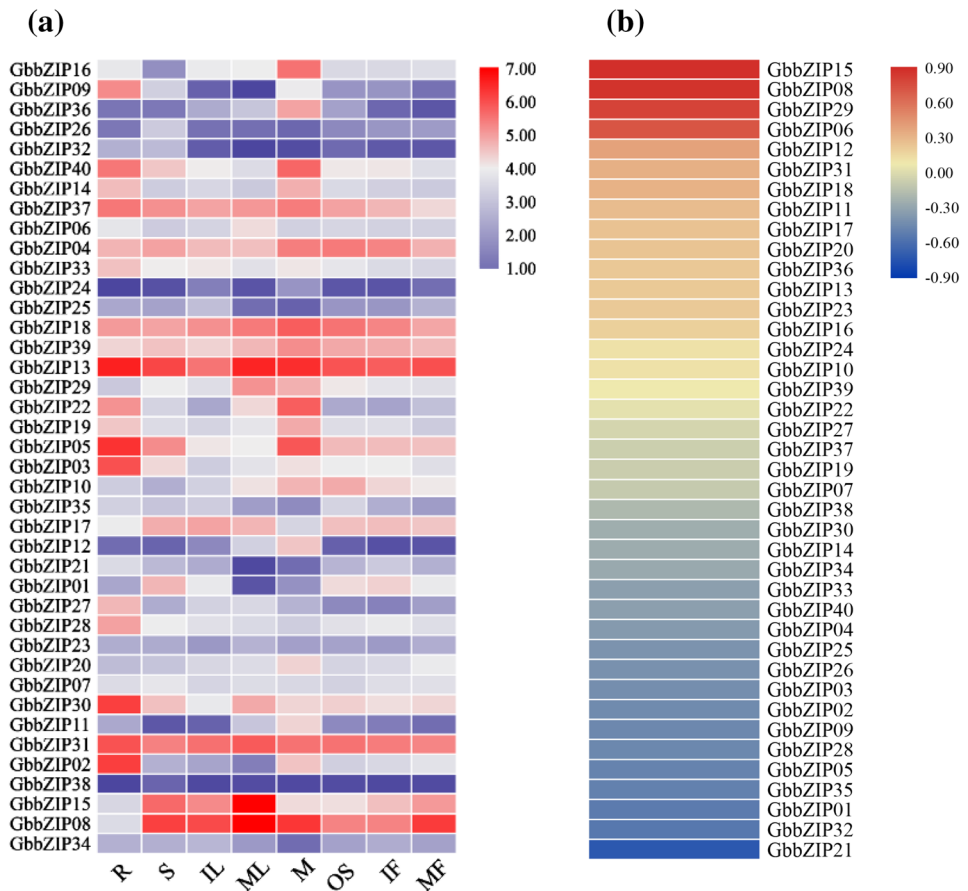 (a)
GbbZIP16
GbbZIP09
GbbZIP36
GbbZIP26
GbbZIP32
GbbZIP40
GbbZIP14
GbbZIP37
GbbZIP06
GbbZIP04
GbbZIP33
GbbZIP24
GbbZIP25
GbbZIP18
GbbZIP39
GbbZIP13
GbbZIP29
GbbZIP22
GbbZIP19
GbbZIP05
GbbZIP03
GbbZIP10
GbbZIP35
GbbZIP17
GbbZIP12
GbbZIP21
GbbZIP01
GbbZIP27
GbbZIP28
GbbZIP23
GbbZIP20
GbbZIP07
GbbZIP30
GbbZIP11
GbbZIP31
GbbZIP02
GbbZIP38
GbbZIP15
GbbZIP08
GbbZIP34
R S IL ML M OS IF MF
7.00
6.00
5.00
4.00
3.00
2.00
1.00
(b)
GbbZIP15
GbbZIP08
GbbZIP29
GbbZIP06
GbbZIP12
GbbZIP31
GbbZIP18
GbbZIP11
GbbZIP17
GbbZIP20
GbbZIP36
GbbZIP13
GbbZIP23
GbbZIP16
GbbZIP24
GbbZIP10
GbbZIP39
GbbZIP22
GbbZIP27
GbbZIP37
GbbZIP19
GbbZIP07
GbbZIP38
GbbZIP30
GbbZIP14
GbbZIP34
GbbZIP33
GbbZIP40
GbbZIP04
GbbZIP25
GbbZIP26
GbbZIP03
GbbZIP02
GbbZIP09
GbbZIP28
GbbZIP05
GbbZIP35
GbbZIP01
GbbZIP32
GbbZIP21
0.90
0.60
0.30
0.00
-0.30
-0.60
-0.90